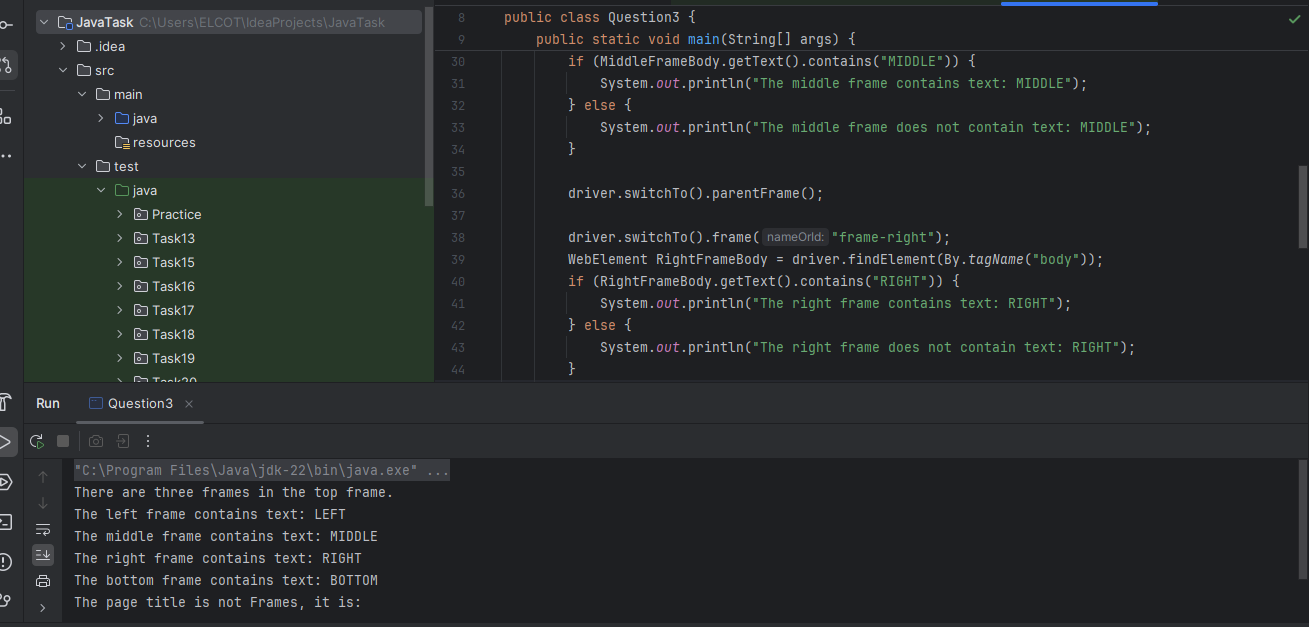 JavaTask C:\Users\ELCOT\IdeaProjects\JavaTask
.idea
src
main
java
resources
test
java
Practice
Task13
Task15
Task16
Task17
Task18
Task19
Task20
8 public class Question3 {
9 public static void main(String[] args) {
30 if (MiddleFrameBody.getText().contains("MIDDLE")) {
31 System.out.println("The middle frame contains text: MIDDLE");
32 } else {
33 System.out.println("The middle frame does not contain text: MIDDLE");
34 }
35
36 driver.switchTo().parentFrame();
37
38 driver.switchTo().frame( nameOrId: "frame-right");
39 WebElement RightFrameBody = driver.findElement(By.tagName("body"));
40 if (RightFrameBody.getText().contains("RIGHT")) {
41 System.out.println("The right frame contains text: RIGHT");
42 } else {
43 System.out.println("The right frame does not contain text: RIGHT");
44 }
Run Question3
"C:\Program Files\Java\jdk-22\bin\java.exe" ...
There are three frames in the top frame.
The left frame contains text: LEFT
The middle frame contains text: MIDDLE
The right frame contains text: RIGHT
The bottom frame contains text: BOTTOM
The page title is not Frames, it is: